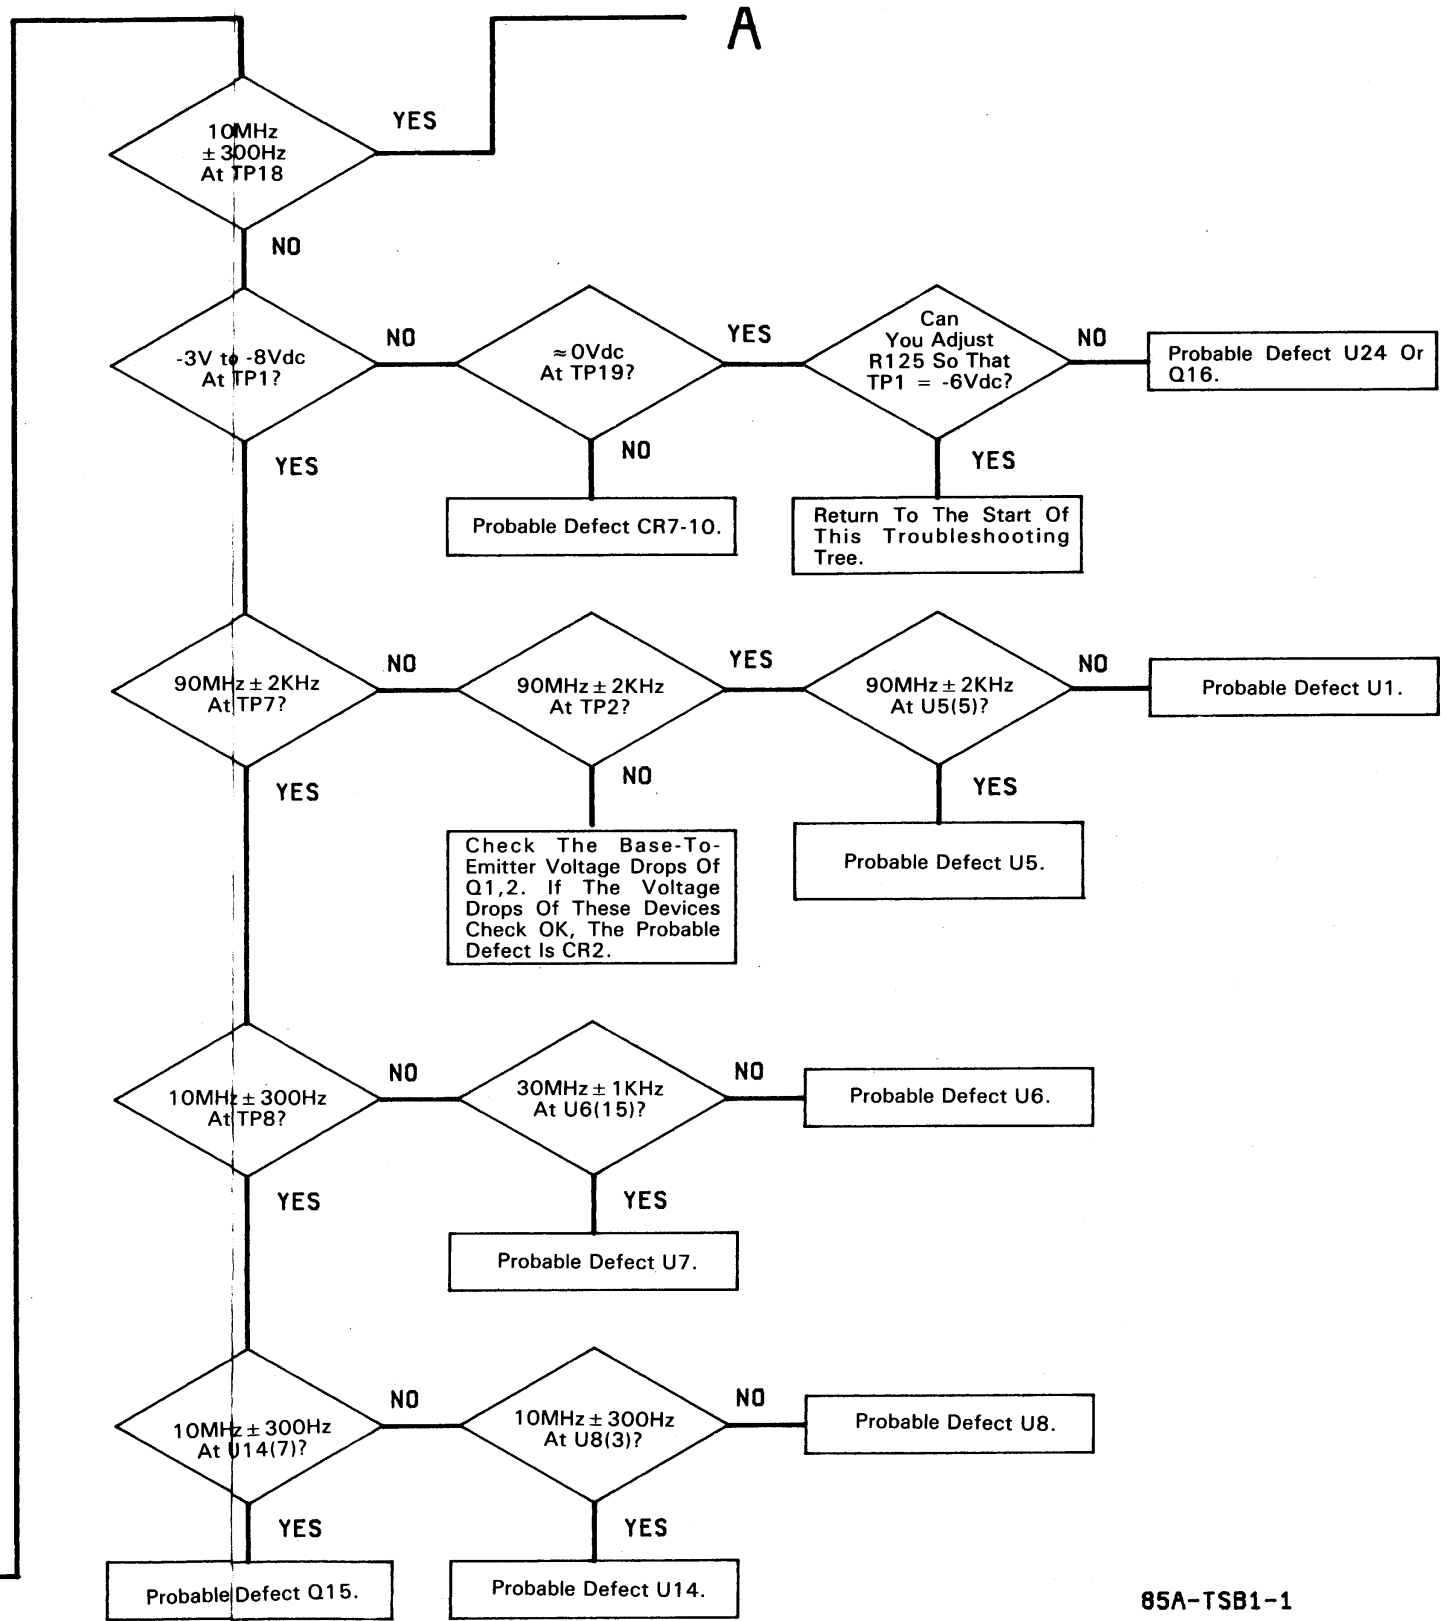 A
10MHz
± 300Hz
At TP18
YES
NO
-3V to -8Vdc
At TP1?
NO
≈ 0Vdc
At TP19?
YES
Can
You Adjust
R125 So That
TP1 = -6Vdc?
NO
Probable Defect U24 Or
Q16.
YES
NO
Probable Defect CR7-10.
YES
Return To The Start Of
This Troubleshooting
Tree.
90MHz ± 2KHz
At TP7?
NO
90MHz ± 2KHz
At TP2?
YES
90MHz ± 2KHz
At U5(5)?
NO
Probable Defect U1.
YES
NO
Check The Base-To-
Emitter Voltage Drops Of
Q1,2. If The Voltage
Drops Of These Devices
Check OK, The Probable
Defect Is CR2.
YES
Probable Defect U5.
10MHz ± 300Hz
At TP8?
NO
30MHz ± 1KHz
At U6(15)?
NO
Probable Defect U6.
YES
YES
Probable Defect U7.
10MHz ± 300Hz
At U14(7)?
NO
10MHz ± 300Hz
At U8(3)?
NO
Probable Defect U8.
YES
Probable Defect Q15.
YES
Probable Defect U14.
85A-TSB1-1